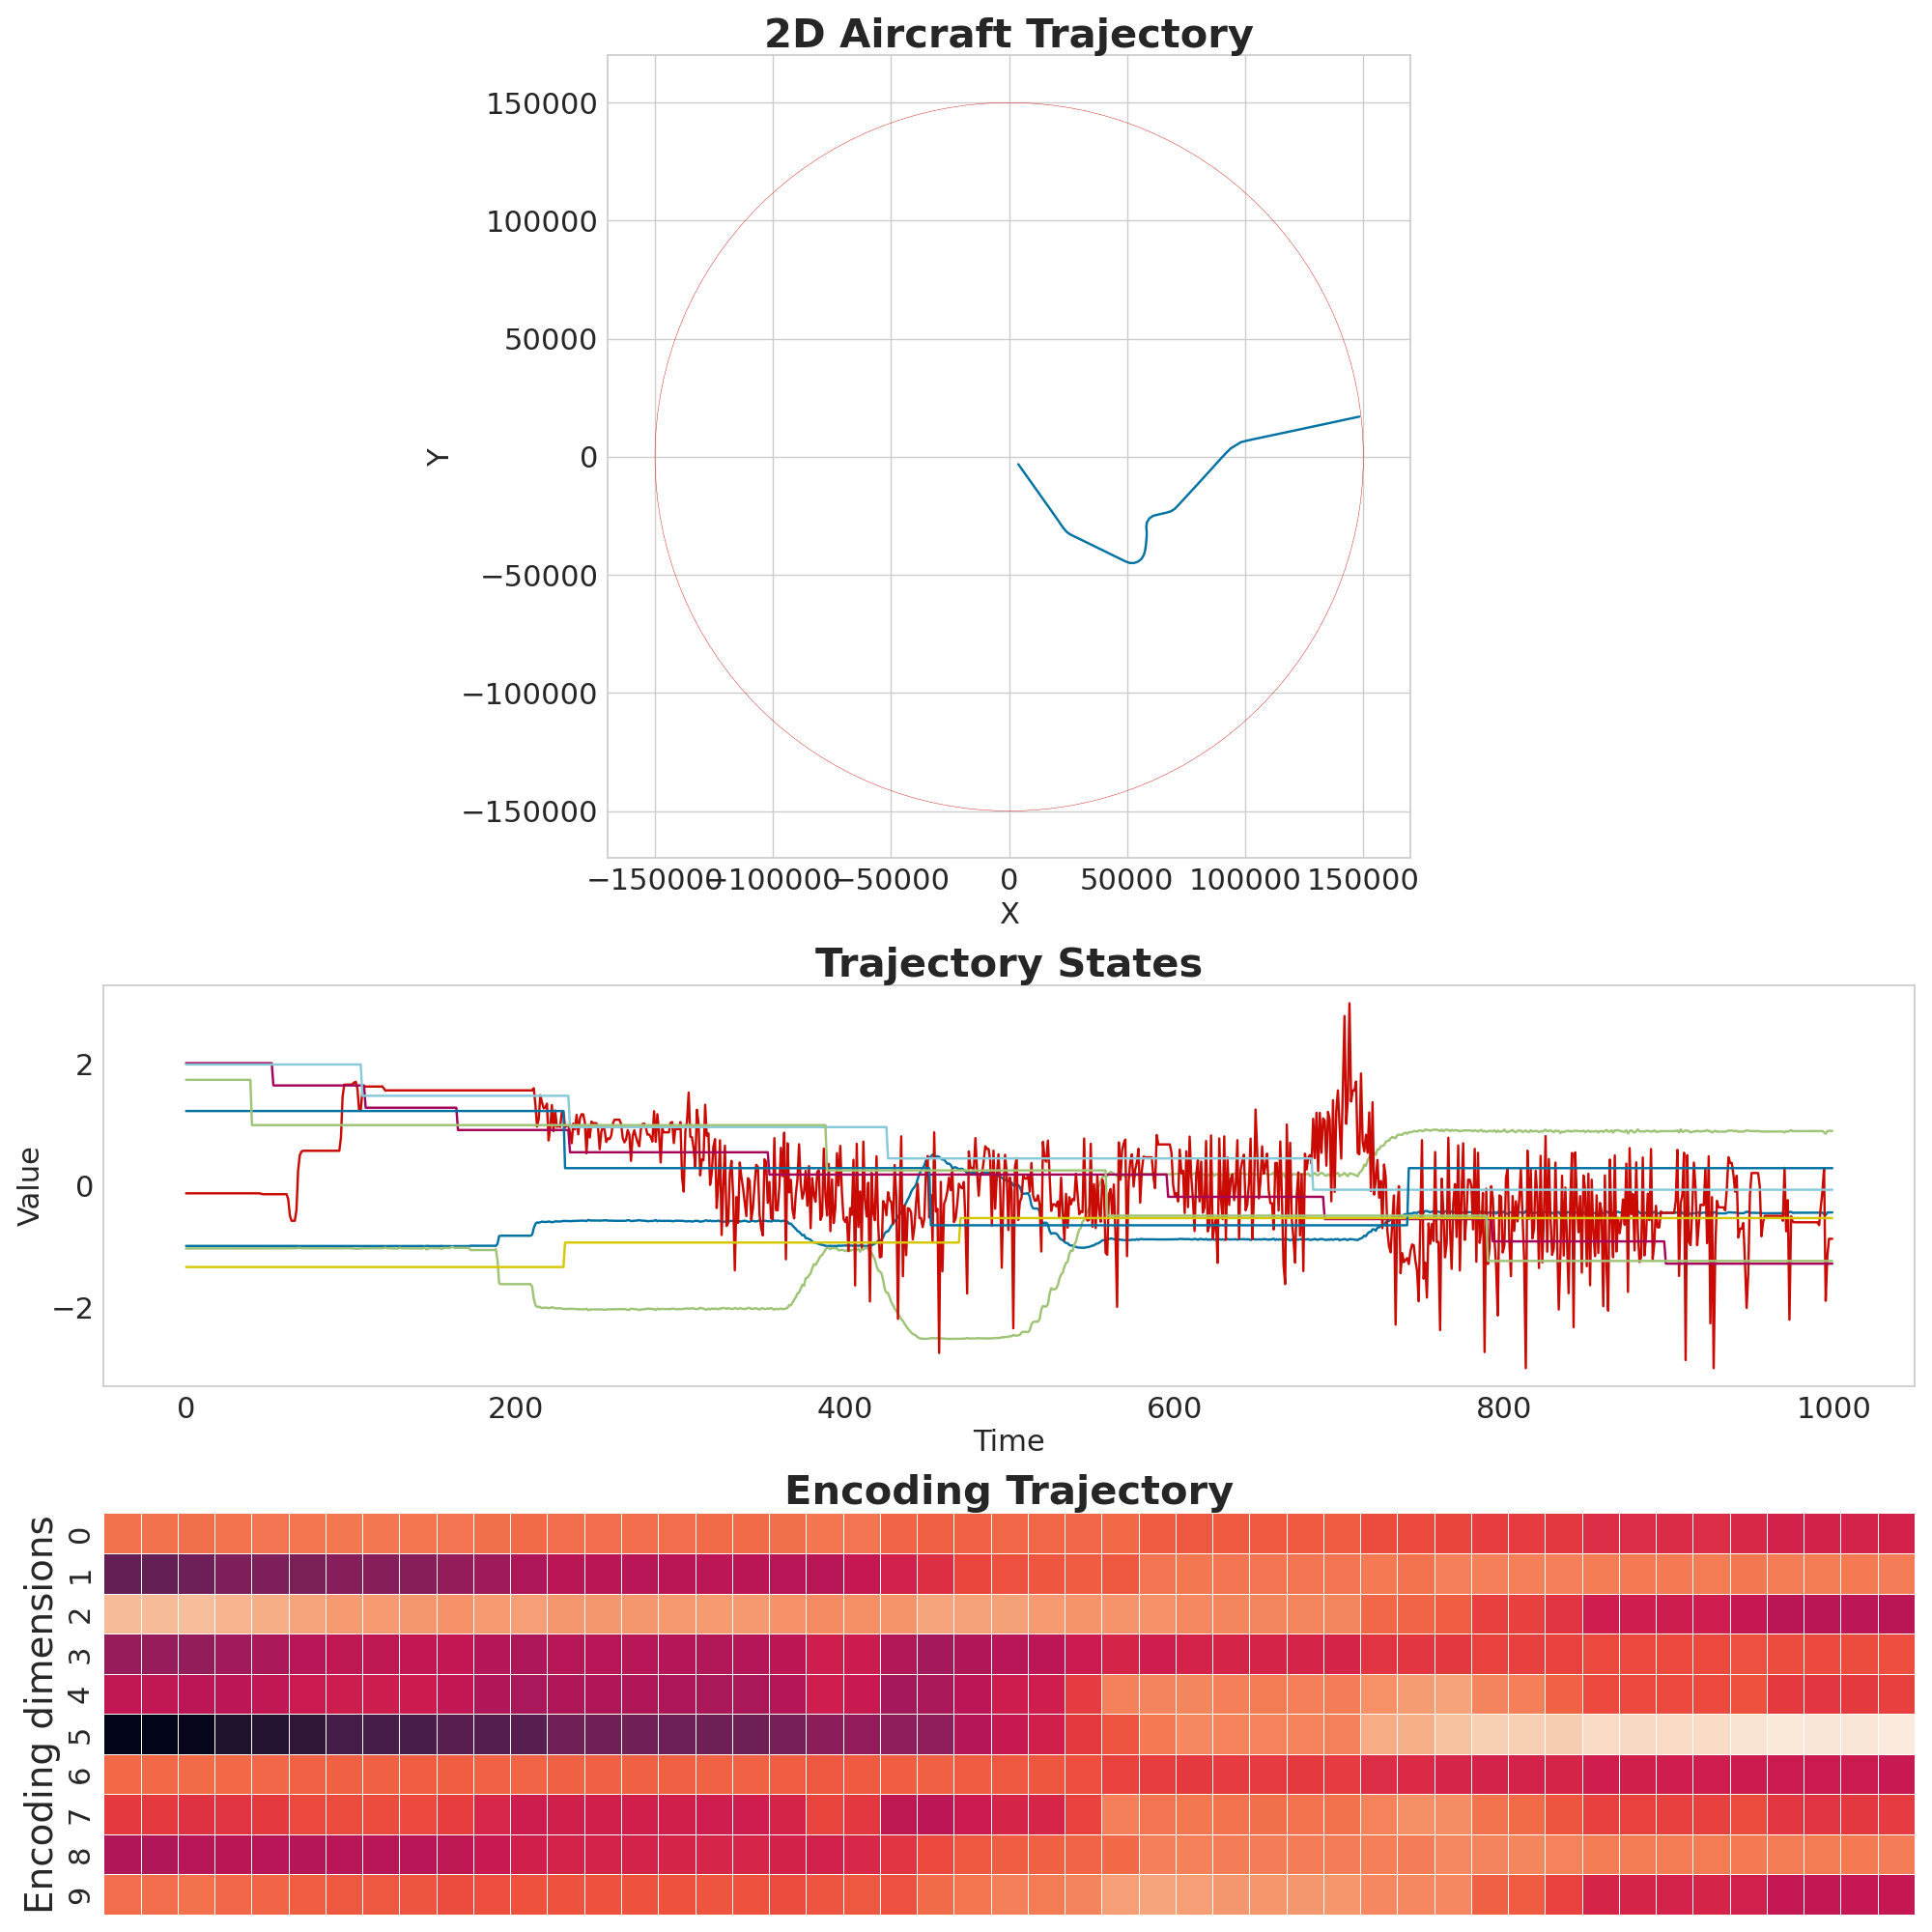 2D Aircraft Trajectory
150000
100000
50000
0
−50000
−100000
−150000
Y
−150000 −100000 −50000 0 50000 100000 150000
X
Trajectory States
2
0
−2
Value
0 200 400 600 800 1000
Time
Encoding Trajectory
0
1
2
3
4
5
6
7
8
9
Encoding dimensions